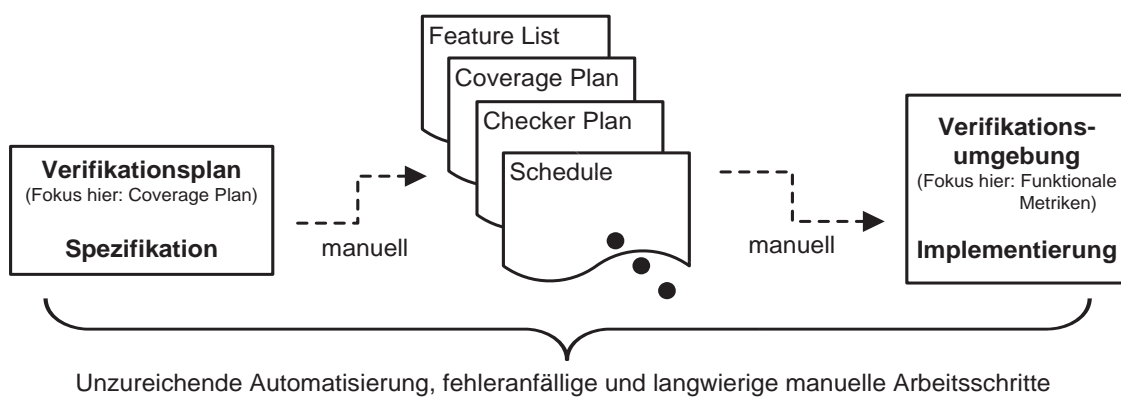 Feature List
Coverage Plan
Checker Plan
Schedule
Verifikationsplan
(Fokus hier: Coverage Plan)
Spezifikation
manuell
manuell
Verifikations-
umgebung
(Fokus hier: Funktionale
Metriken)
Implementierung
Unzureichende Automatisierung, fehleranfällige und langwierige manuelle Arbeitsschritte